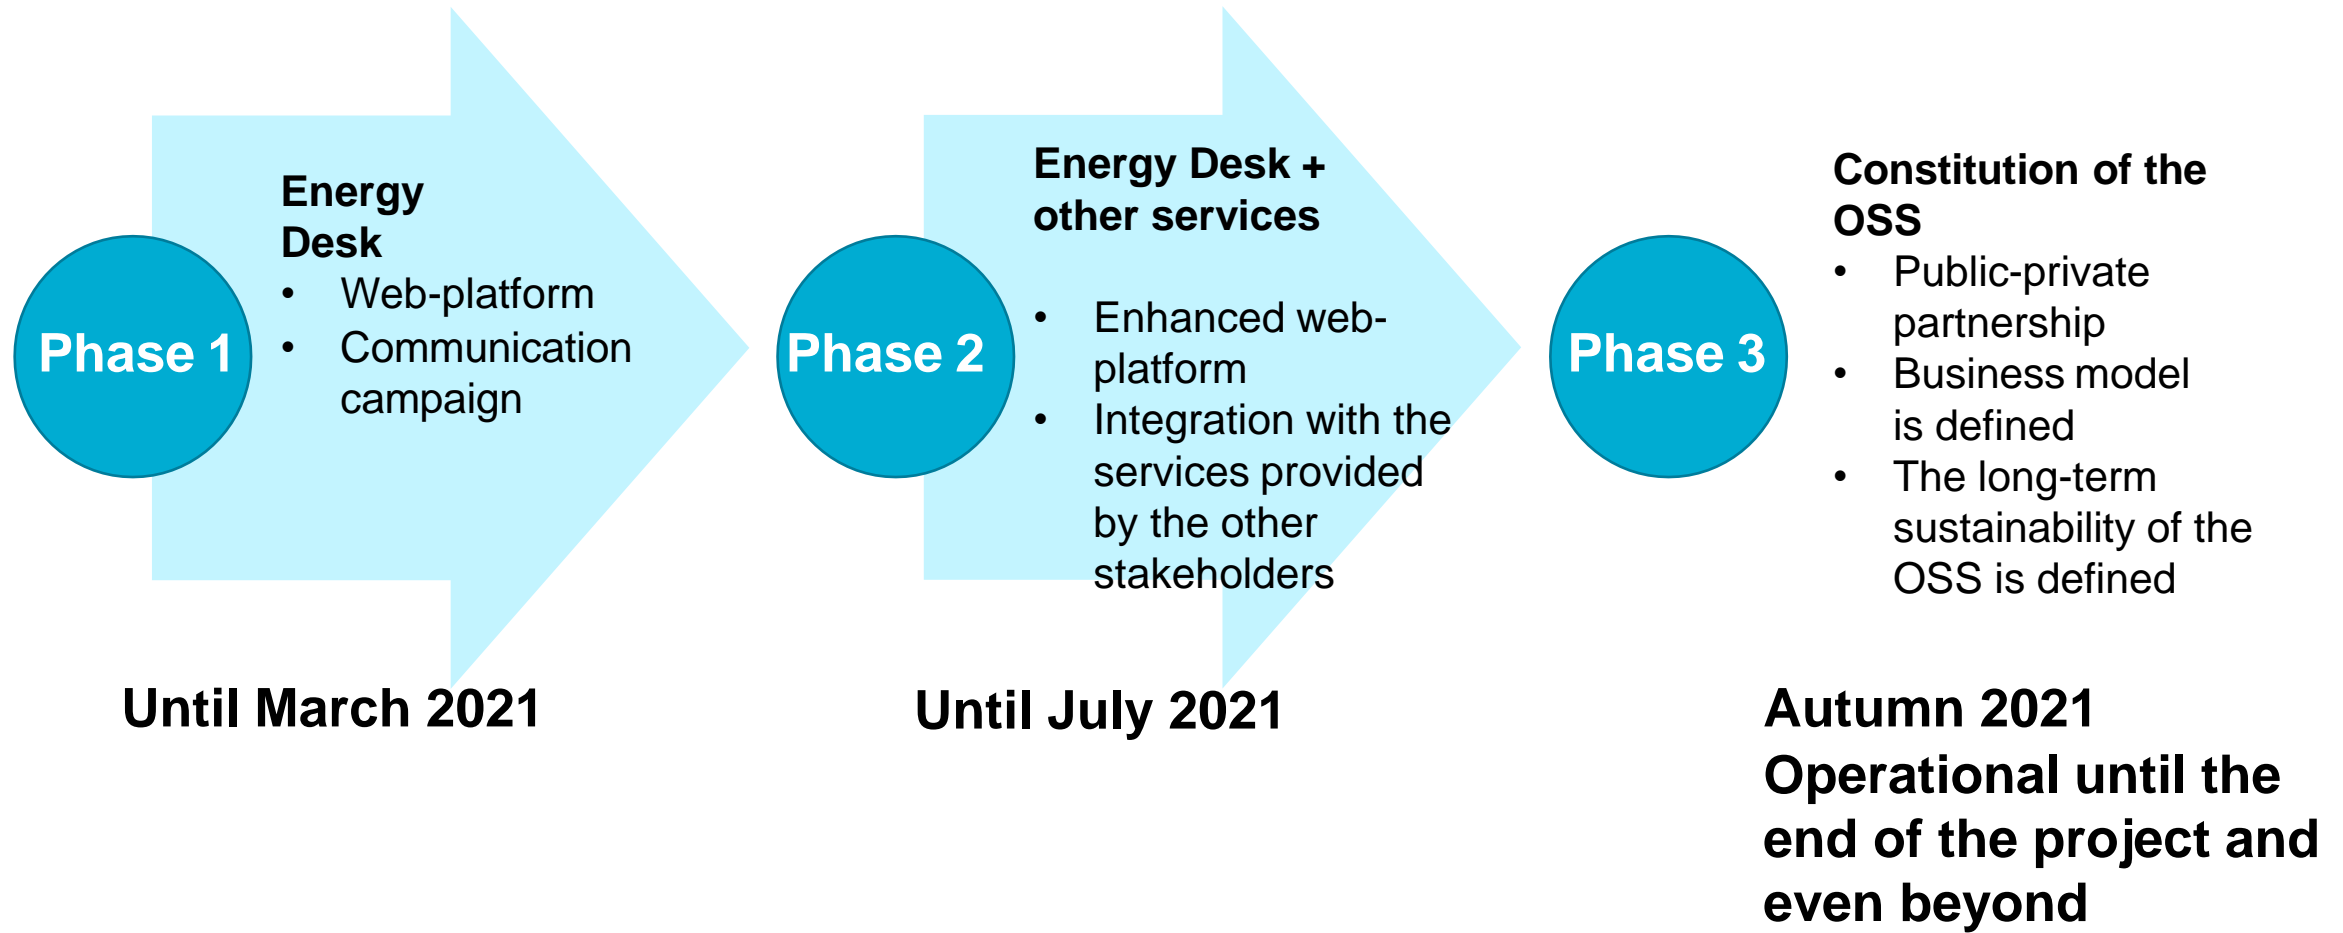 Phase 1
Energy
Desk
• Web-platform
• Communication
campaign
Until March 2021
Phase 2
Energy Desk +
other services
• Enhanced web-
platform
• Integration with the
services provided
by the other
stakeholders
Until July 2021
Phase 3
Constitution of the
OSS
• Public-private
partnership
• Business model
is defined
• The long-term
sustainability of the
OSS is defined
Autumn 2021
Operational until the
end of the project and
even beyond